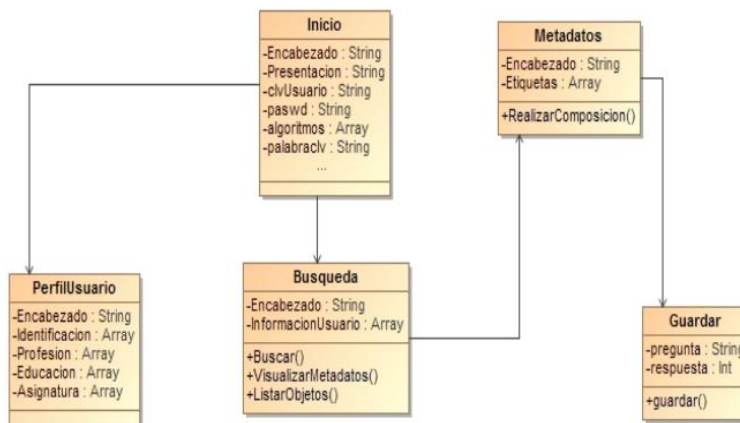 Inicio
-Encabezado : String
-Presentacion : String
-clvUsuario : String
-paswd : String
-algoritmos : Array
-palabraclv : String
...
Metadatos
-Encabezado : String
-Etiquetas : Array
+RealizarComposicion()
PerfilUsuario
-Encabezado : String
-Identificacion : Array
-Profesion : Array
-Educacion : Array
-Asignatura : Array
Busqueda
-Encabezado : String
-InformacionUsuario : Array
+Buscar()
+VisualizarMetadatos()
+ListarObjetos()
Guardar
-pregunta : String
-respuesta : Int
+guardar()